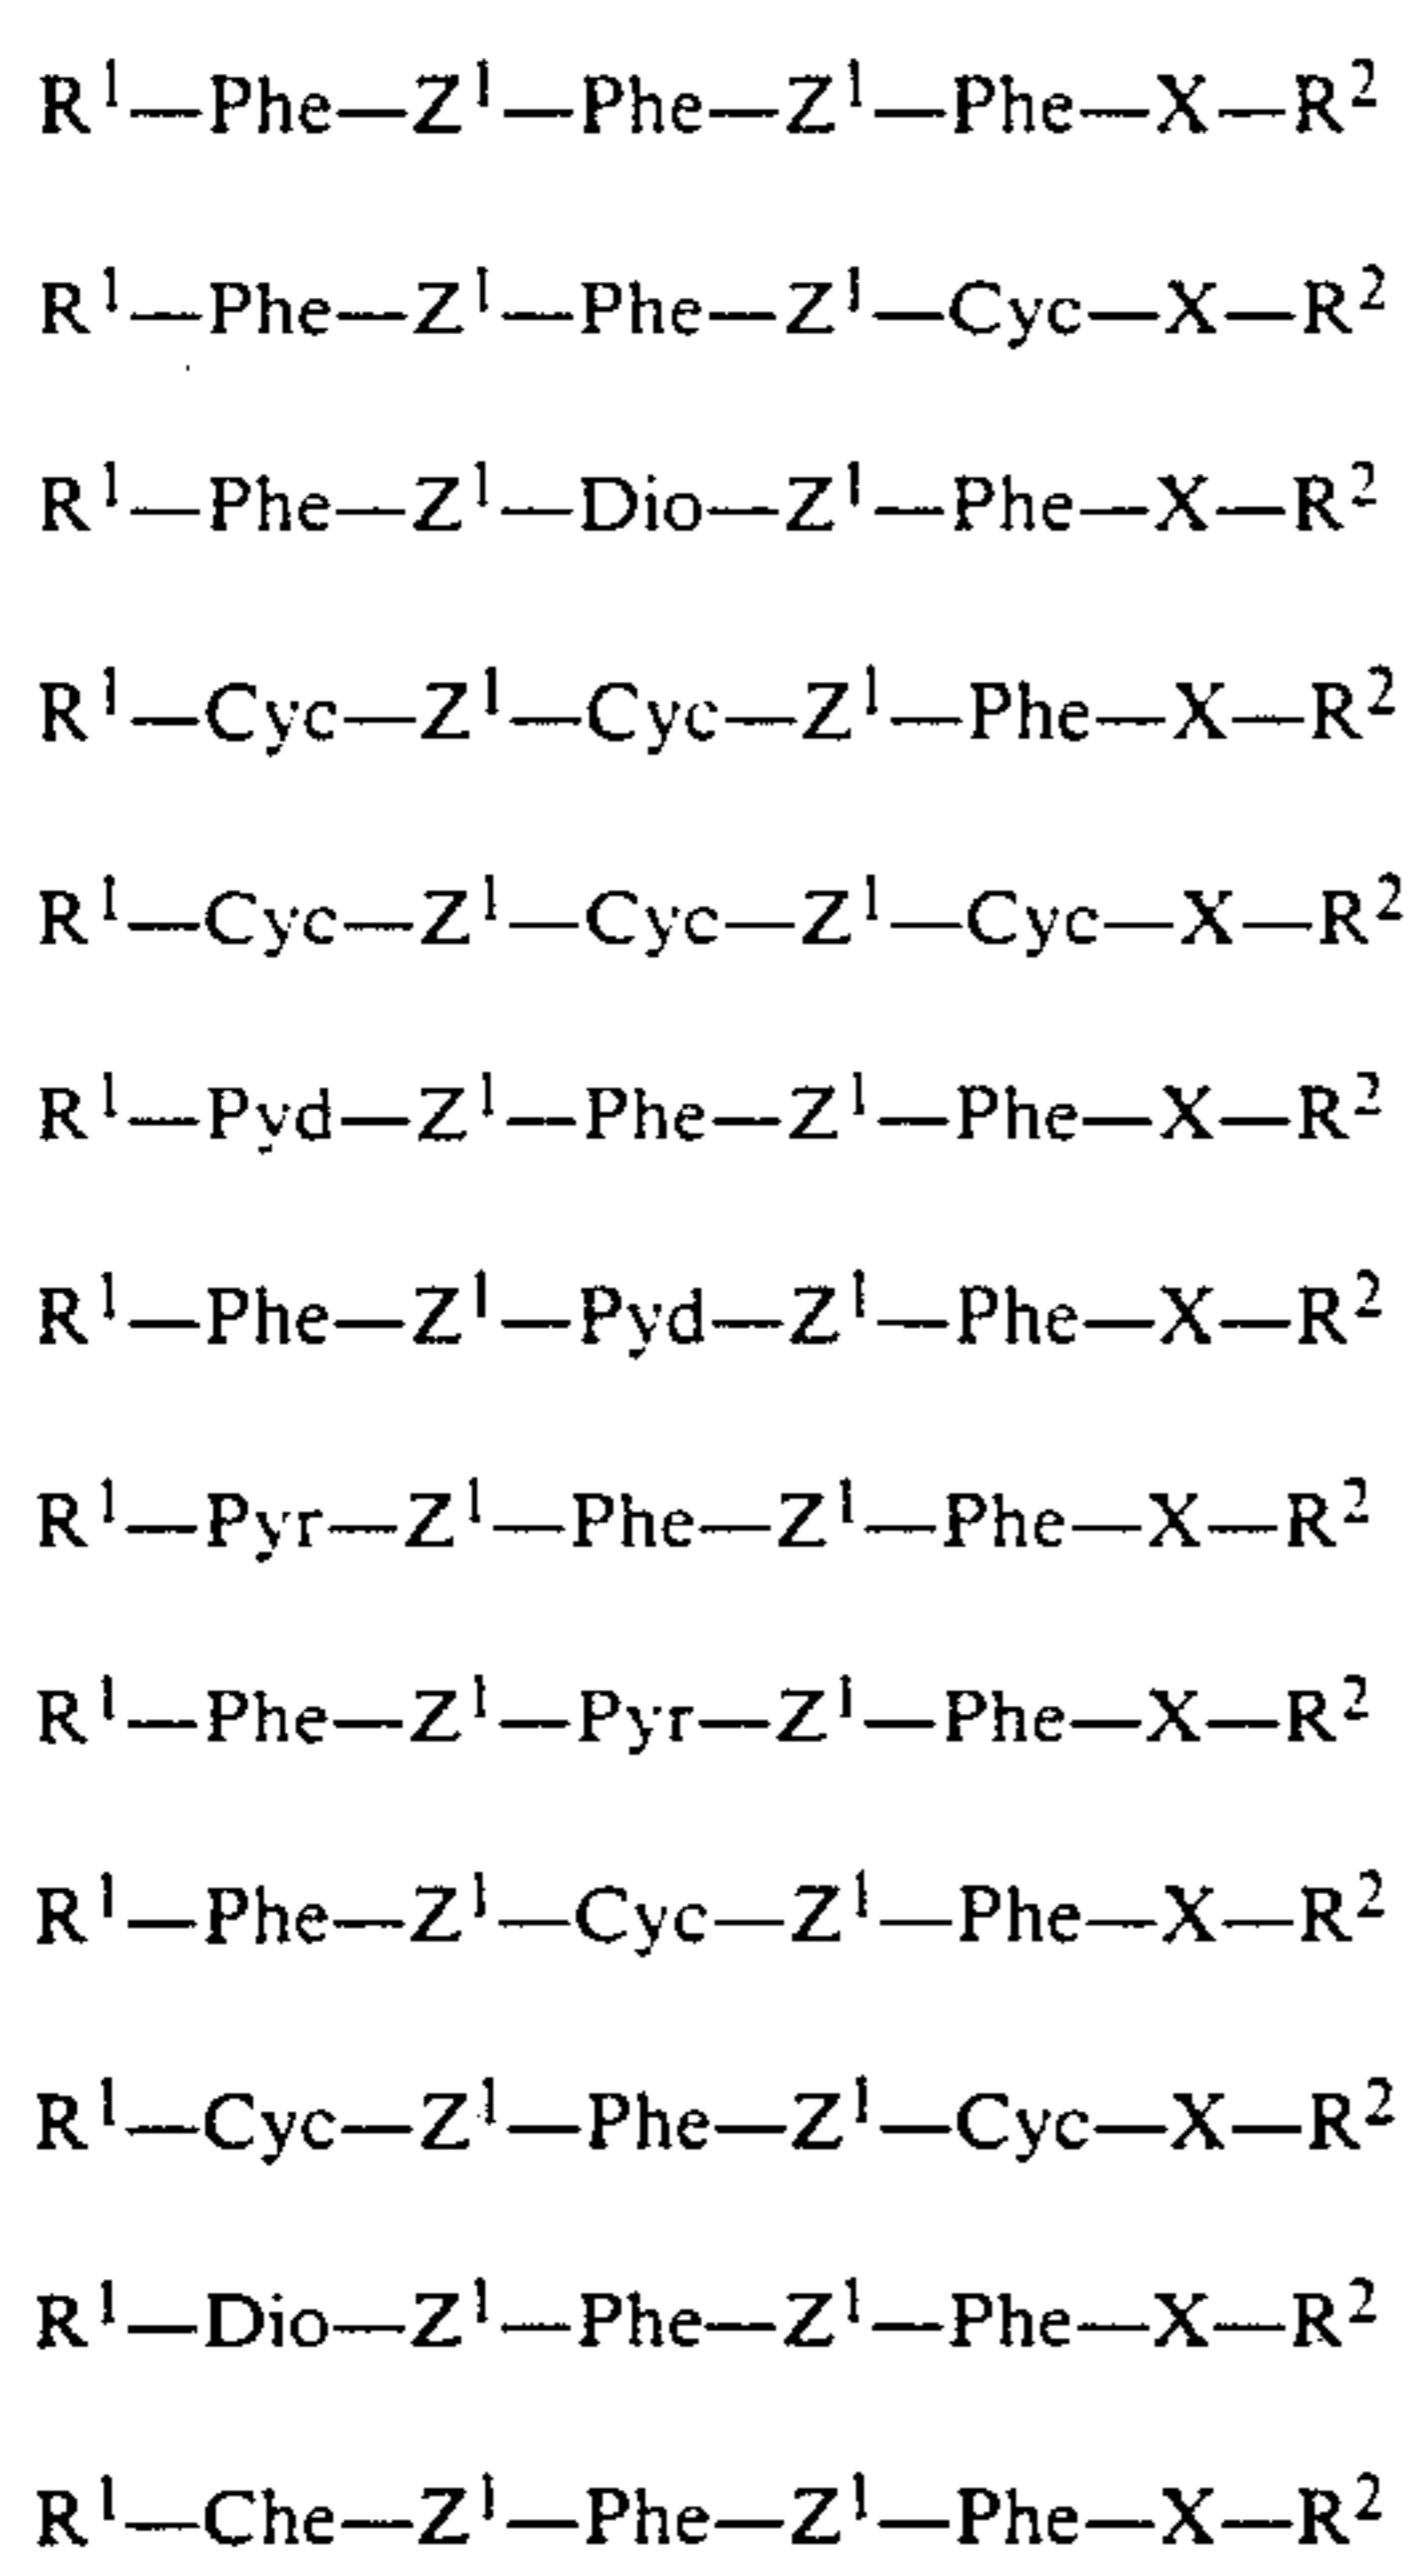 R¹—Phe—Z¹—Phe—Z¹—Phe—X—R²
R¹—Phe—Z¹—Phe—Z¹—Cyc—X—R²
R¹—Phe—Z¹—Dio—Z¹—Phe—X—R²
R¹—Cyc—Z¹—Cyc—Z¹—Phe—X—R²
R¹—Cyc—Z¹—Cyc—Z¹—Cyc—X—R²
R¹—Pyd—Z¹—Phe—Z¹—Phe—X—R²
R¹—Phe—Z¹—Pyd—Z¹—Phe—X—R²
R¹—Pyr—Z¹—Phe—Z¹—Phe—X—R²
R¹—Phe—Z¹—Pyr—Z¹—Phe—X—R²
R¹—Phe—Z¹—Cyc—Z¹—Phe—X—R²
R¹—Cyc—Z¹—Phe—Z¹—Cyc—X—R²
R¹—Dio—Z¹—Phe—Z¹—Phe—X—R²
R¹—Che—Z¹—Phe—Z¹—Phe—X—R²